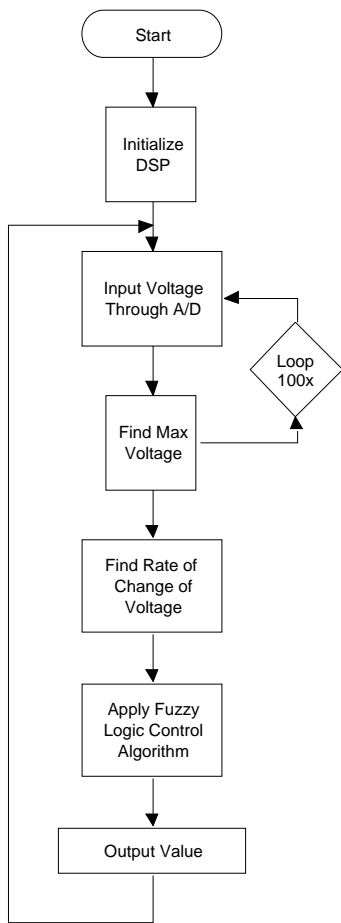 Start
Initialize
DSP
Input Voltage
Through A/D
Loop
100x
Find Max
Voltage
Find Rate of
Change of
Voltage
Apply Fuzzy
Logic Control
Algorithm
Output Value